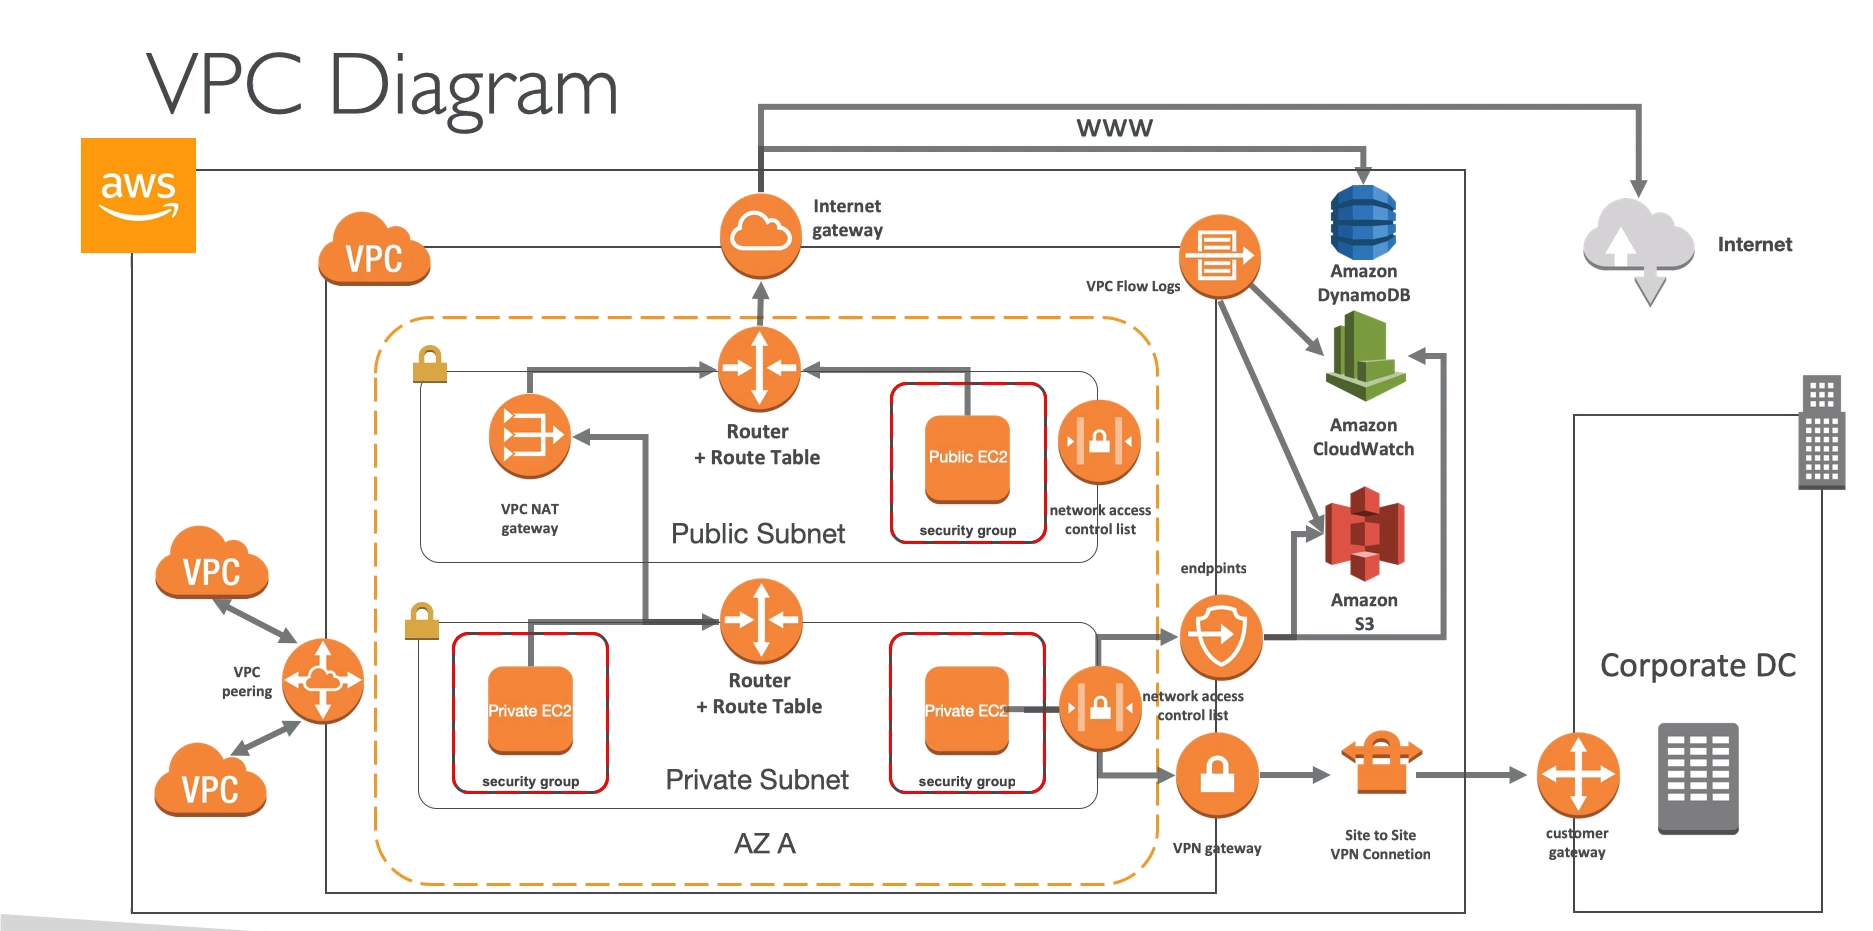 VPC Diagram
www
aws
Internet
gateway
VPC
VPC Flow Logs
Amazon
DynamoDB
Internet
Router
+ Route Table
Public EC2
security group
network access
control list
VPC NAT
gateway
Public Subnet
Amazon
CloudWatch
endpoints
Amazon
S3
VPC
VPC
peering
VPC
Private EC2
security group
Router
+ Route Table
Private Subnet
Private EC2
security group
network access
control list
AZ A
VPN gateway
Site to Site
VPN Connetion
customer
gateway
Corporate DC